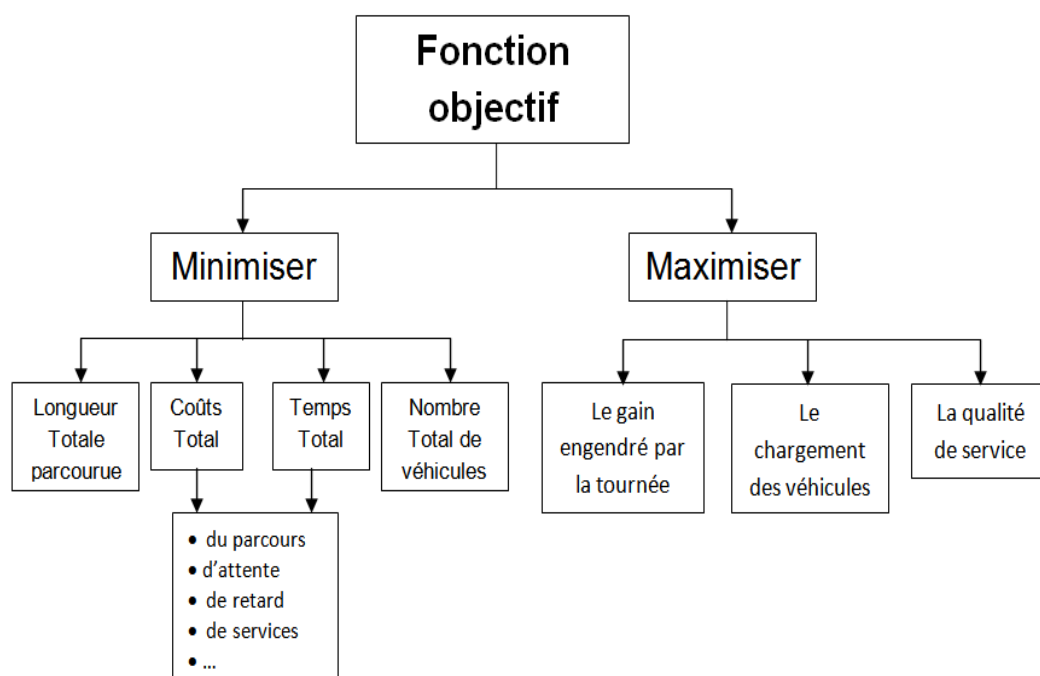 Fonction
objectif
Minimiser
Maximiser
Longueur
Totale
parcourue
Coûts
Total
Temps
Total
Nombre
Total de
véhicules
Le gain
engendré par
la tournée
Le
chargement
des véhicules
La qualité
de service
• du parcours
• d’attente
• de retard
• de services
• ...